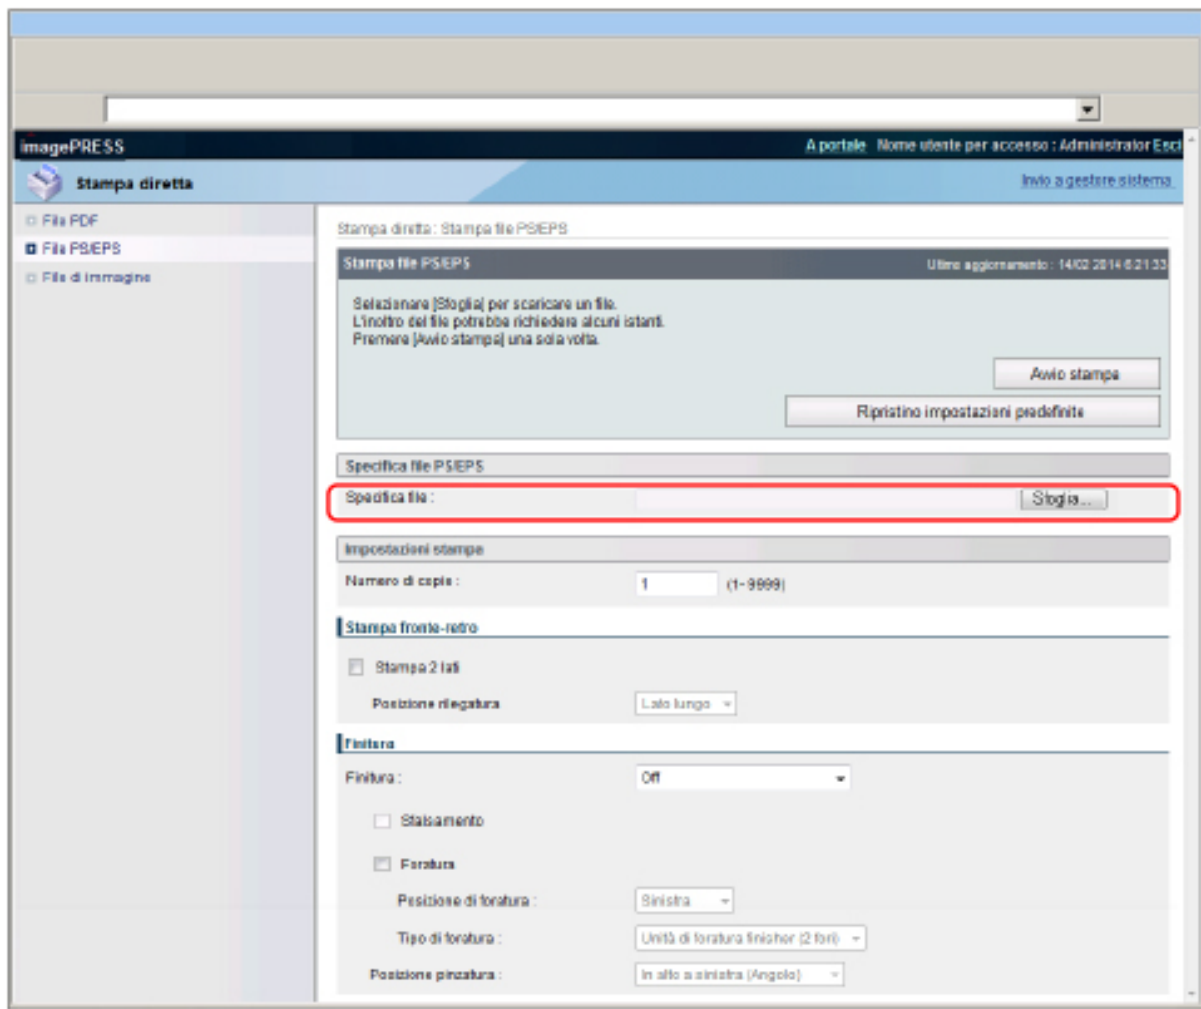 imagePRESS
A portale Nome utente per accesso : Administrator Esci
Stampa diretta
Invio a gestore sistema
File PDF
File PS/EPS
File di immagine
Stampa diretta : Stampa file PS/EPS
Stampa file PS/EPS
Ultimo aggiornamento : 14/02 2014 6:21:33
Selezionare [Sfoglia] per scaricare un file.
L'inoltro del file potrebbe richiedere alcuni istanti.
Premere [Avvio stampa] una sola volta.
Avvio stampa
Ripristino impostazioni predefinite
Specifica file PS/EPS
Specifica file :
Sfoglia...
Impostazioni stampa
Numero di copie :
1
(1-9999)
Stampa fronte-retro
Stampa 2 lati
Posizione rilegatura
Lato lungo
Finitura
Finitura :
Off
Sfalsamento
Foratura
Posizione di foratura :
Sinistra
Tipo di foratura :
Unità di foratura finisher (2 fori)
Posizione pinzatura :
In alto a sinistra (Angolo)